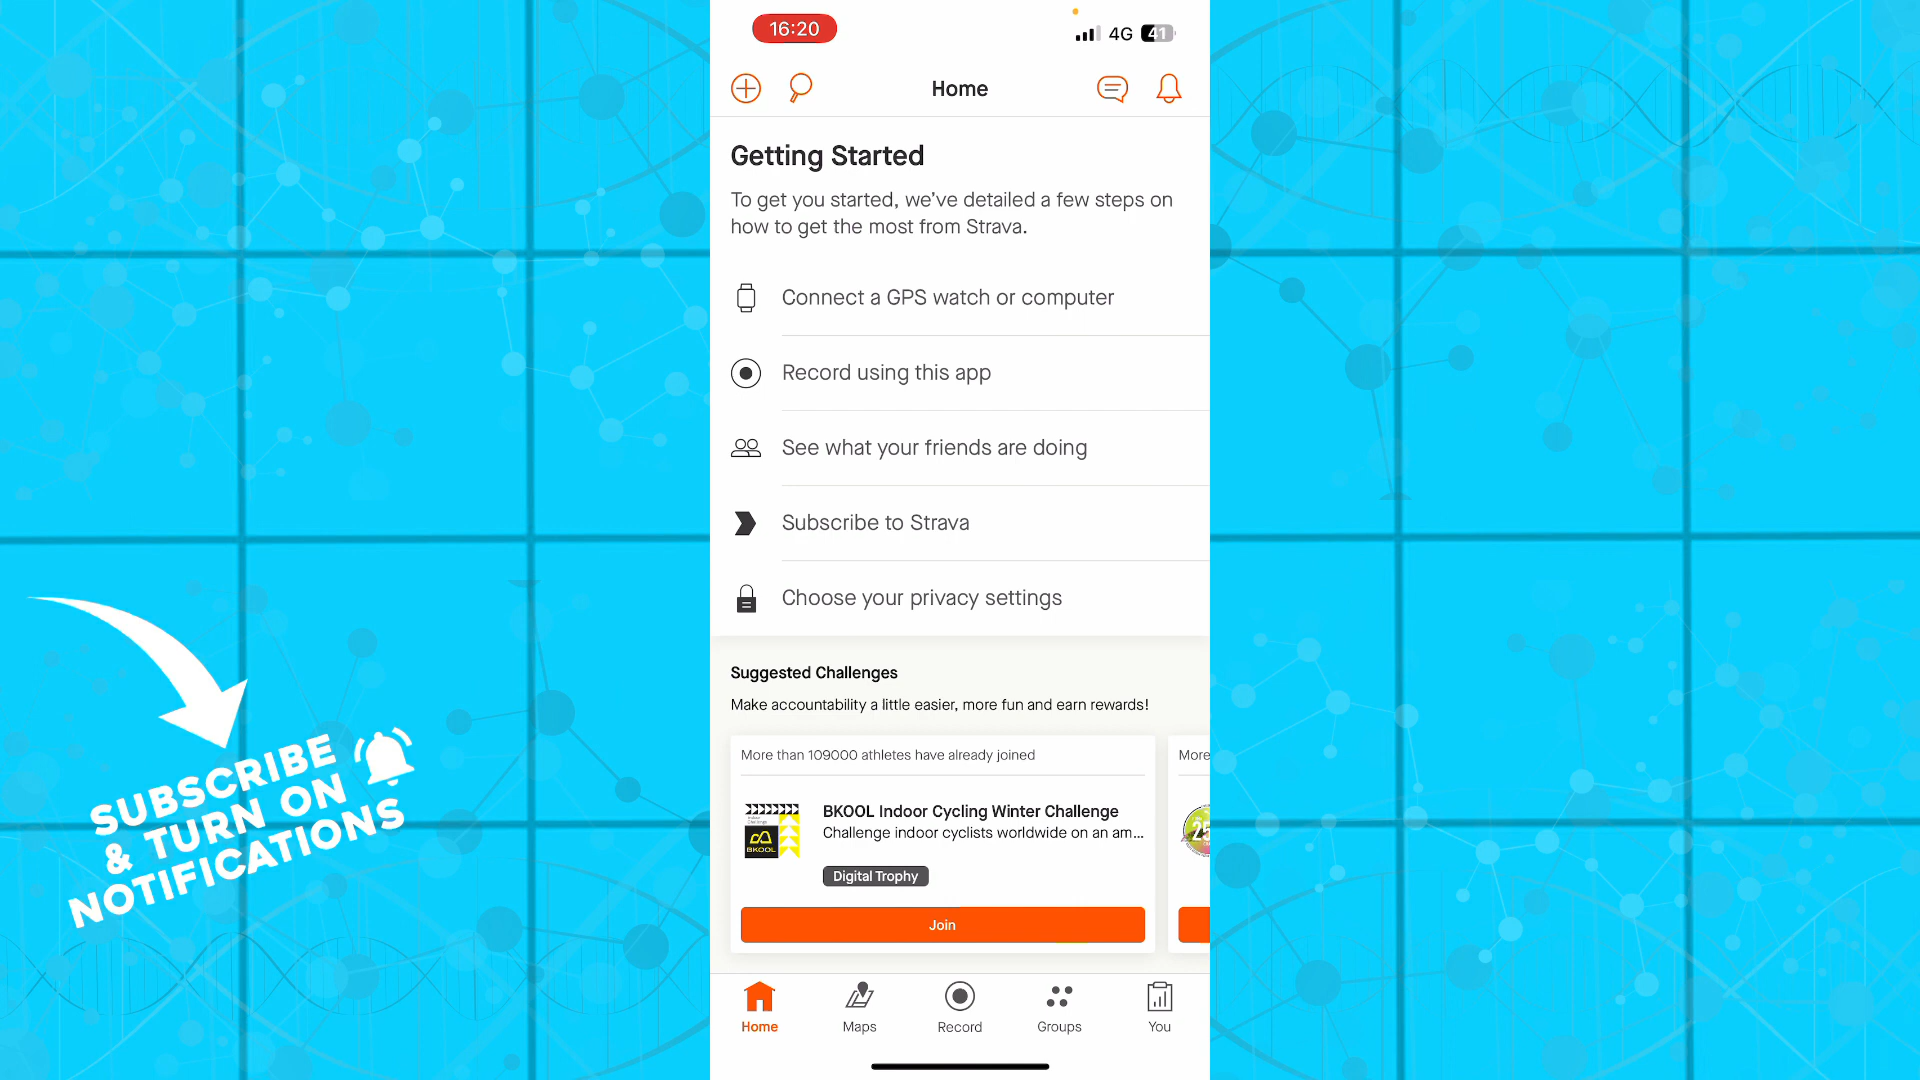 16:20
4G 41
Home
Getting Started
To get you started, we've detailed a few steps on
how to get the most from Strava.
Connect a GPS watch or computer
Record using this app
See what your friends are doing
Subscribe to Strava
Choose your privacy settings
Suggested Challenges
Make accountability a little easier, more fun and earn rewards!
More than 109000 athletes have already joined
More
BKOOL Indoor Cycling Winter Challenge
Challenge indoor cyclists worldwide on an am...
BKOOL
25
Digital Trophy
Join
Home
Maps
Record
Groups
You
SUBSCRIBE
& TURN ON
NOTIFICATIONS